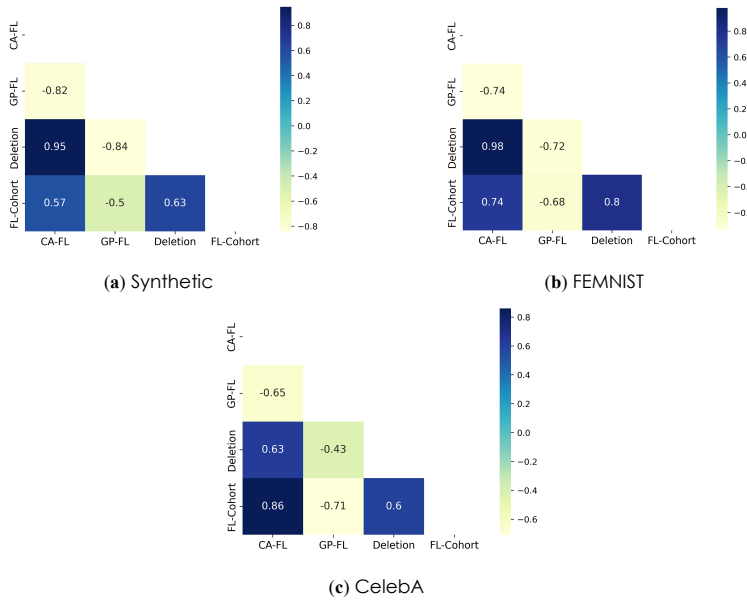 CA-FL
GP-FL
-0.82
Deletion
0.95 -0.84
FL-Cohort
0.57 -0.5 0.63
CA-FL GP-FL Deletion FL-Cohort
0.8
0.6
0.4
0.2
0.0
-0.2
-0.4
-0.6
-0.8
(a) Synthetic
CA-FL
GP-FL
-0.74
Deletion
0.98 -0.72
FL-Cohort
0.74 -0.68 0.8
CA-FL GP-FL Deletion FL-Cohort
0.8
0.6
0.4
0.2
0.0
-0.2
-0.4
-0.
(b) FEMNIST
CA-FL
GP-FL
-0.65
Deletion
0.63 -0.43
FL-Cohort
0.86 -0.71 0.6
CA-FL GP-FL Deletion FL-Cohort
0.8
0.6
0.4
0.2
0.0
-0.2
-0.4
-0.6
(c) CelebA